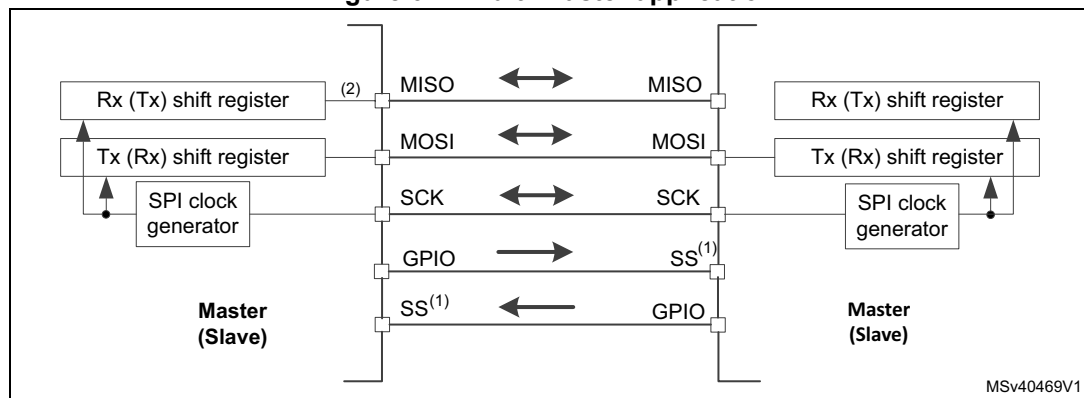 Rx (Tx) shift register
(2)
MISO
MISO
Rx (Tx) shift register
Tx (Rx) shift register
MOSI
MOSI
Tx (Rx) shift register
SPI clock
generator
SCK
SCK
SPI clock
generator
GPIO
SS(1)
Master
(Slave)
SS(1)
GPIO
Master
(Slave)
MSv40469V1